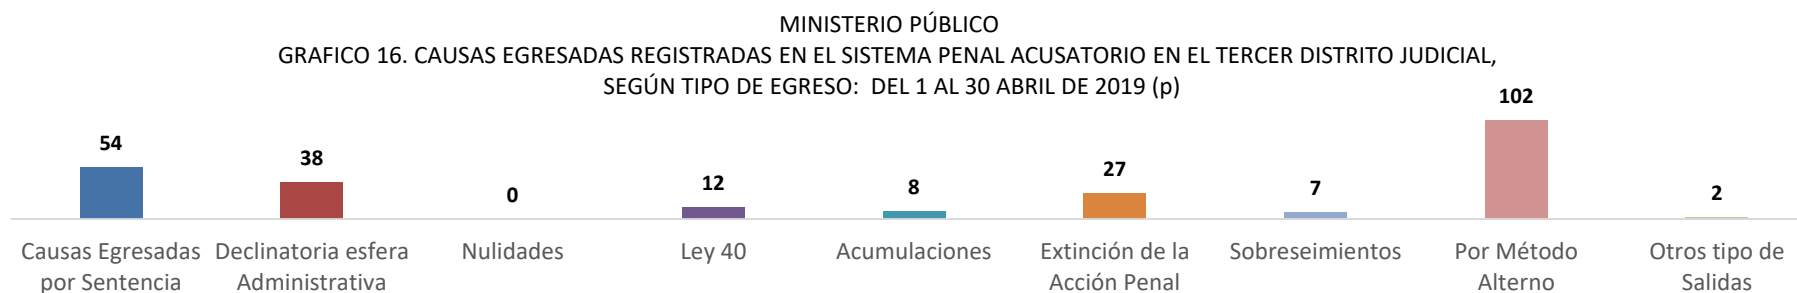 MINISTERIO PÚBLICO
GRAFICO 16. CAUSAS EGRESADAS REGISTRADAS EN EL SISTEMA PENAL ACUSATORIO EN EL TERCER DISTRITO JUDICIAL,
SEGÚN TIPO DE EGRESO: DEL 1 AL 30 ABRIL DE 2019 (p)
54
38
0
12
8
27
7
102
2
Causas Egresadas
por Sentencia
Declinatoria esfera
Administrativa
Nulidades
Ley 40
Acumulaciones
Extinción de la
Acción Penal
Sobreseimientos
Por Método
Alterno
Otros tipo de
Salidas